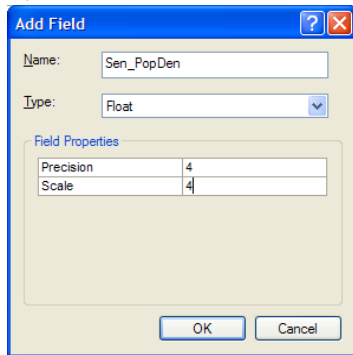 Add Field
Name: Sen_PopDen
Type: Float
Field Properties
Precision 4
Scale 4
OK Cancel